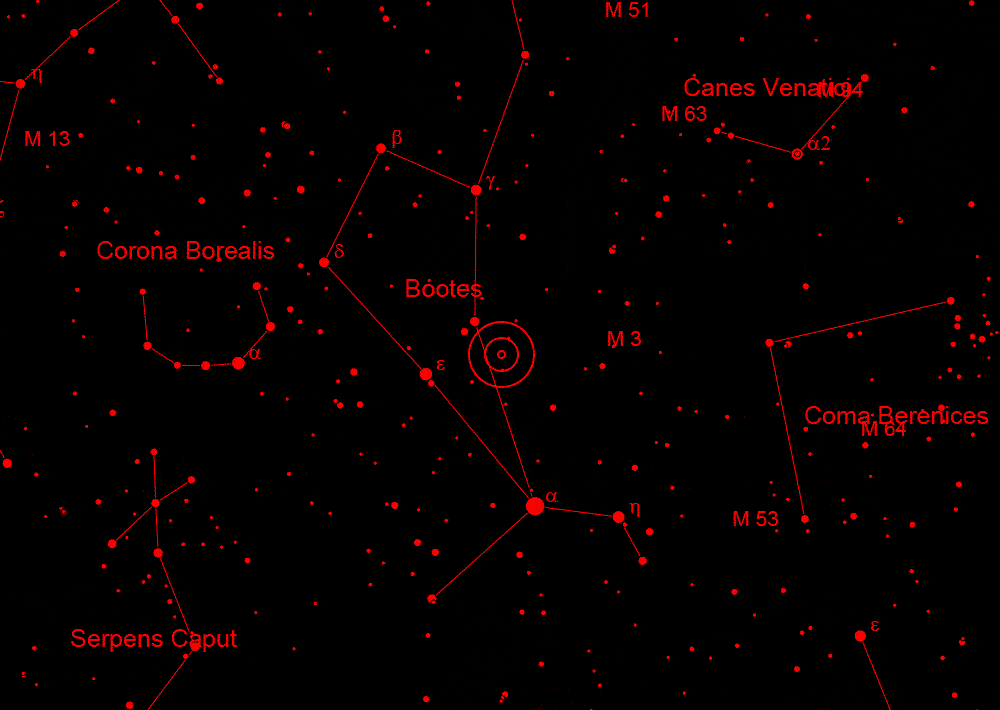 M 51
η
Canes Venatici
M 94
M 63
M 13
β
α2
γ
δ
Corona Borealis
Bootes
M 3
α
ε
Coma Berenices
M 64
α
η
M 53
ε
Serpens Caput